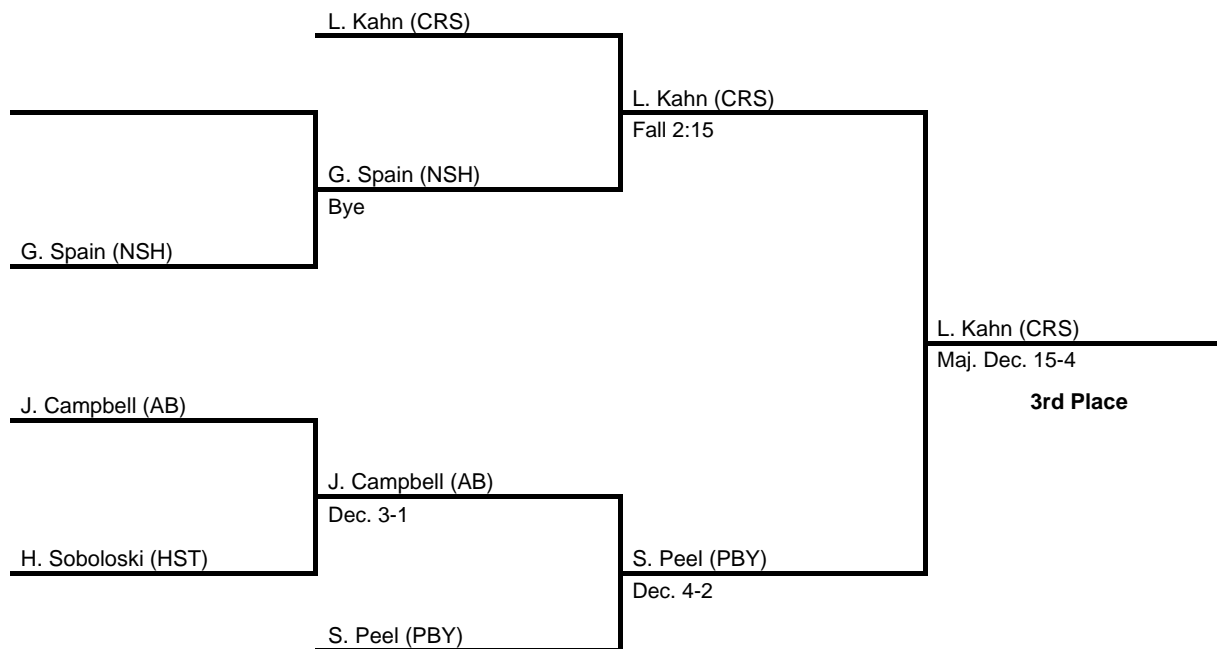 L. Kahn (CRS)
L. Kahn (CRS)
Fall 2:15
G. Spain (NSH)
Bye
G. Spain (NSH)
L. Kahn (CRS)
Maj. Dec. 15-4
3rd Place
J. Campbell (AB)
J. Campbell (AB)
Dec. 3-1
H. Soboloski (HST)
S. Peel (PBY)
Dec. 4-2
S. Peel (PBY)